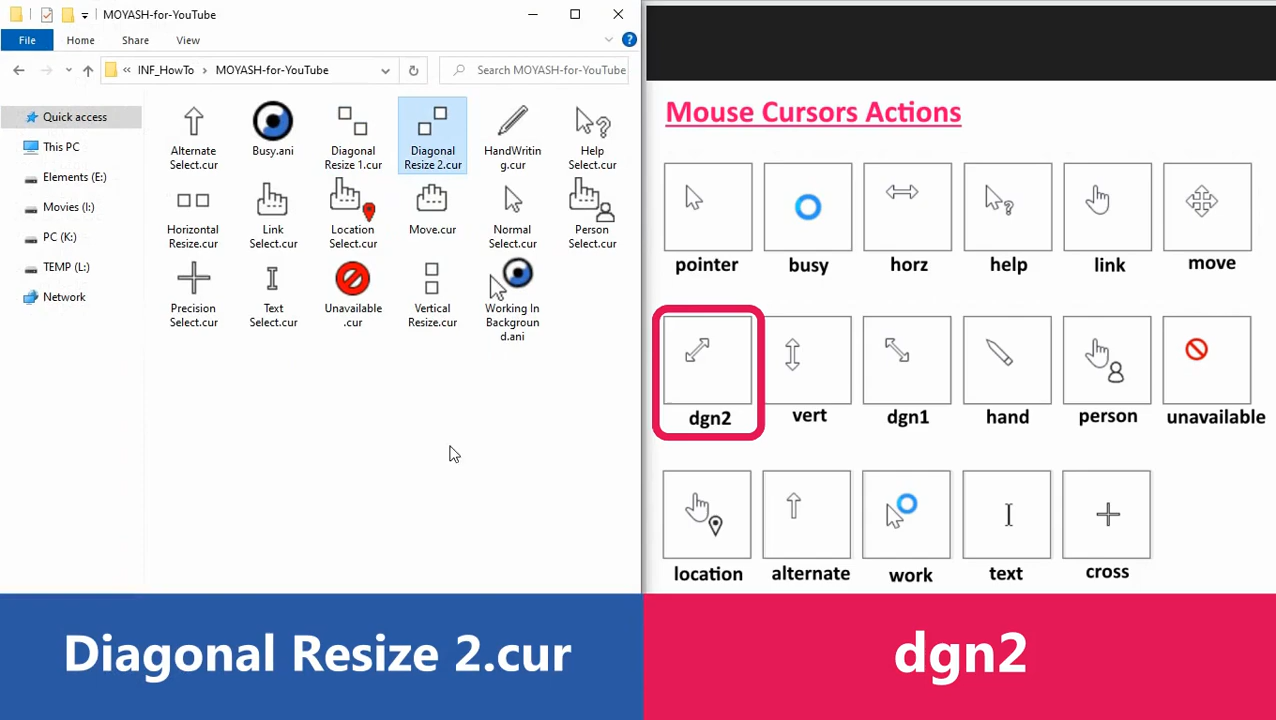 MOYASH-for-YouTube
File Home Share View
« INF_HowTo > MOYASH-for-YouTube
Search MOYASH-for-YouTube
Quick access
This PC
Elements (E:)
Movies (I:)
PC (K:)
TEMP (L:)
Network
Alternate
Select.cur
Busy.ani
Diagonal
Resize 1.cur
Diagonal
Resize 2.cur
HandWritin
g.cur
Help
Select.cur
Horizontal
Resize.cur
Link
Select.cur
Location
Select.cur
Move.cur
Normal
Select.cur
Person
Select.cur
Precision
Select.cur
Text
Select.cur
Unavailable
.cur
Vertical
Resize.cur
Working In
Backgroun
d.ani
Diagonal Resize 2.cur
Mouse Cursors Actions
pointer busy horz help link move
dgn2 vert dgn1 hand person unavailable
location alternate work text cross
dgn2